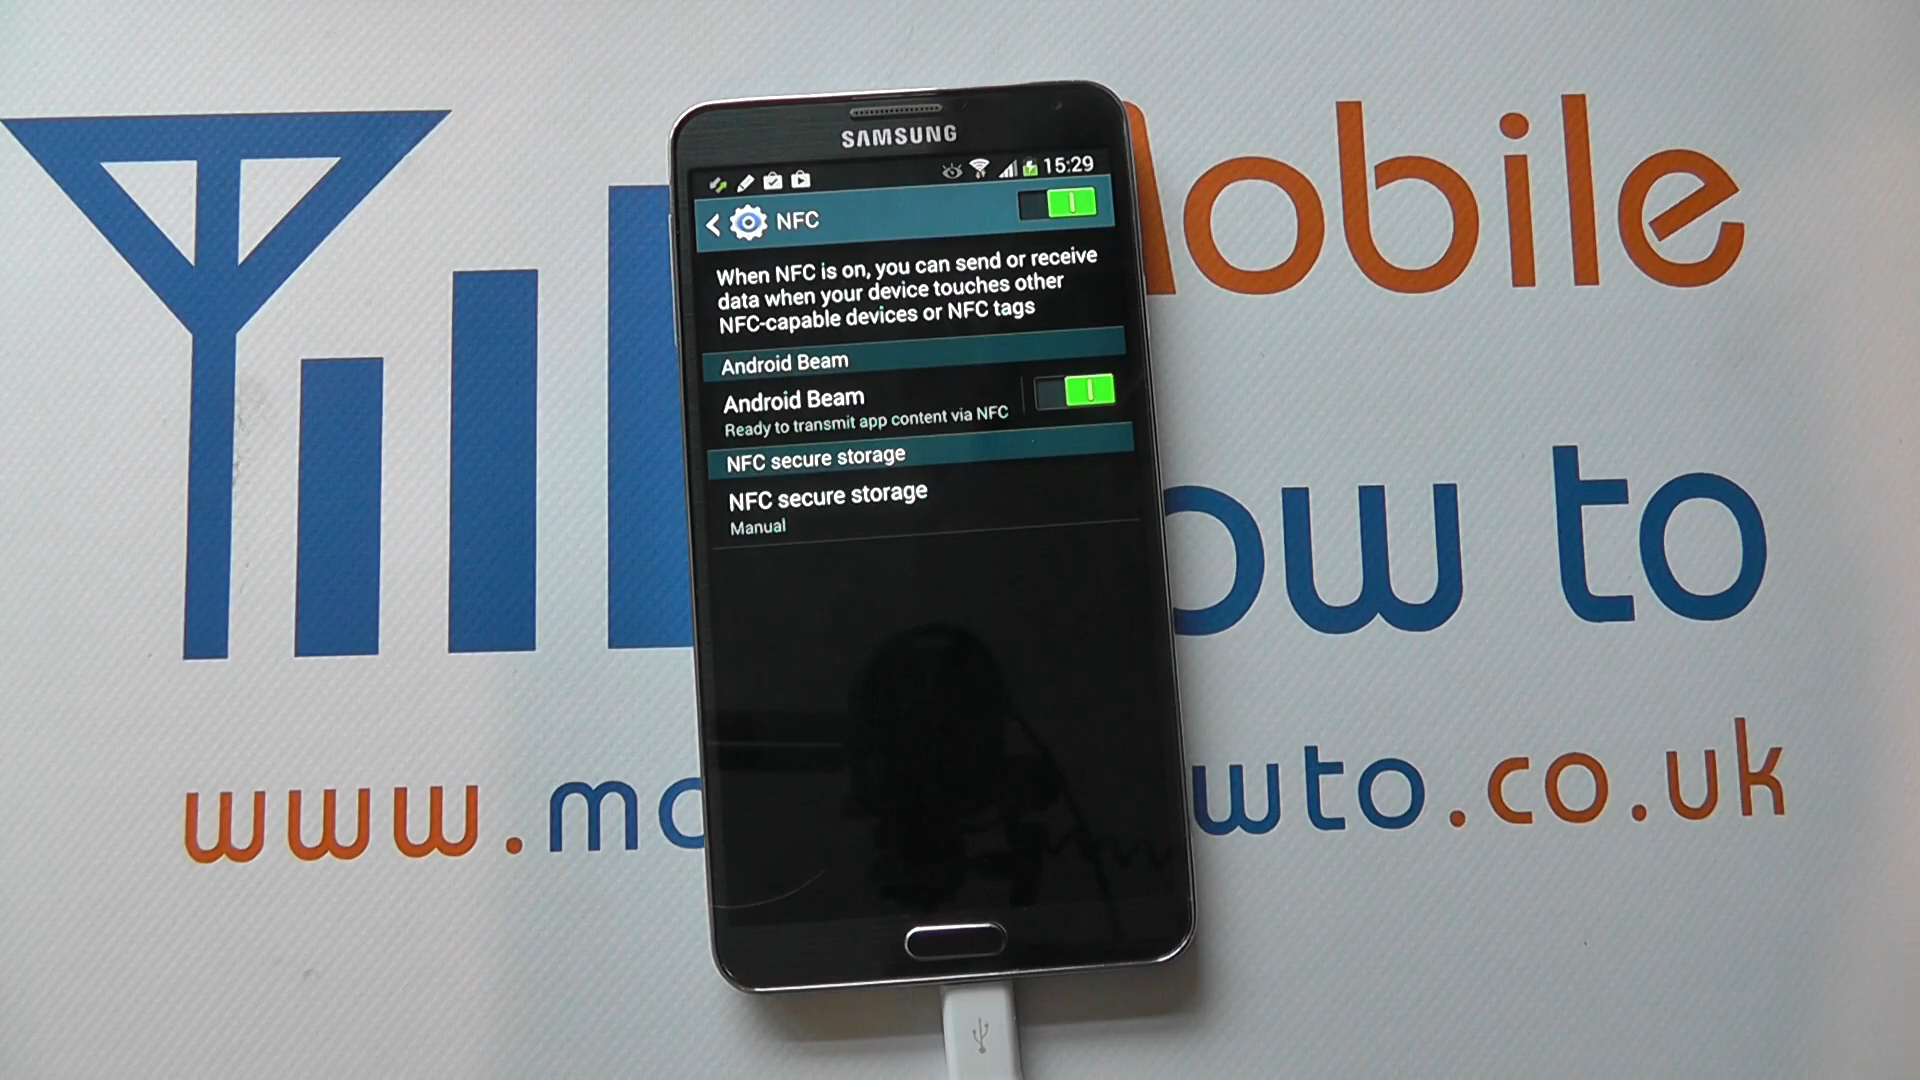 SAMSUNG
15:29
NFC
When NFC is on, you can send or receive
data when your device touches other
NFC-capable devices or NFC tags
Android Beam
Android Beam
Ready to transmit app content via NFC
NFC secure storage
NFC secure storage
Manual
obile
ow to
www.mo
wto.co.uk